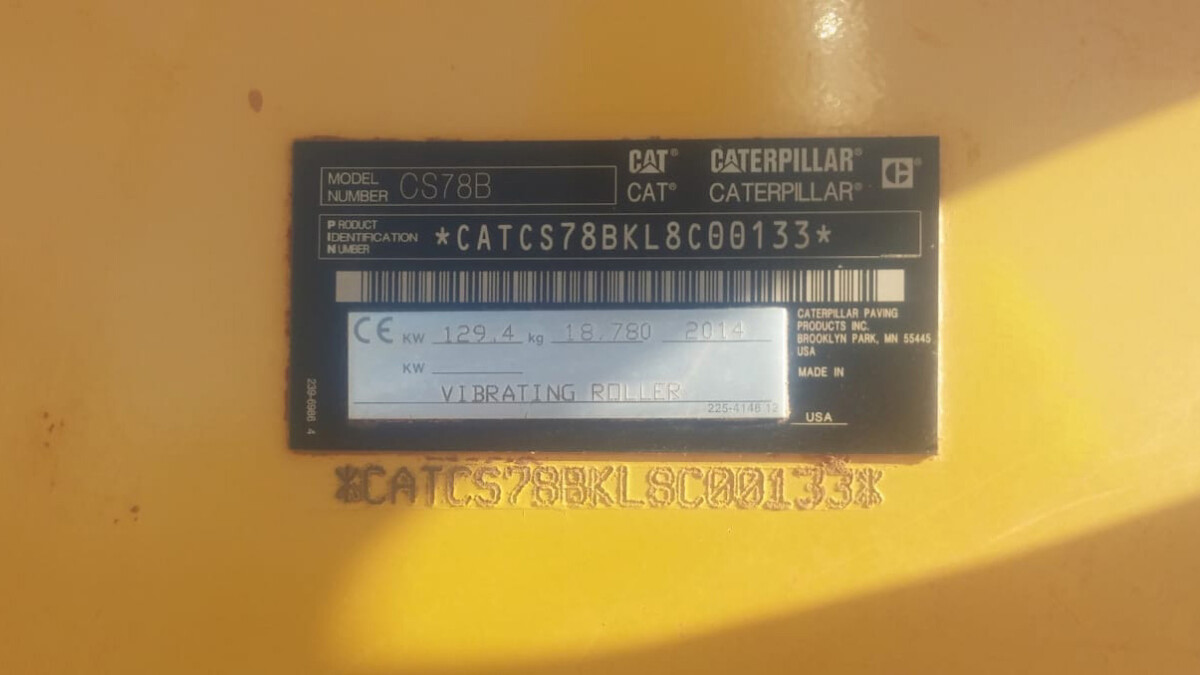 CAT® CATERPILLAR® ®
MODEL NUMBER CS78B
CAT® CATERPILLAR®
PRODUCT IDENTIFICATION NUMBER *CATCS78BKL8C00133*
CE KW 129.4 kg 18.780 2014
KW
VIBRATING ROLLER
225-4146 12
CATERPILLAR PAVING
PRODUCTS INC.
BROOKLYN PARK, MN 55445
USA
MADE IN
USA
239-6986 4
*CATCS78BKL8C00133*